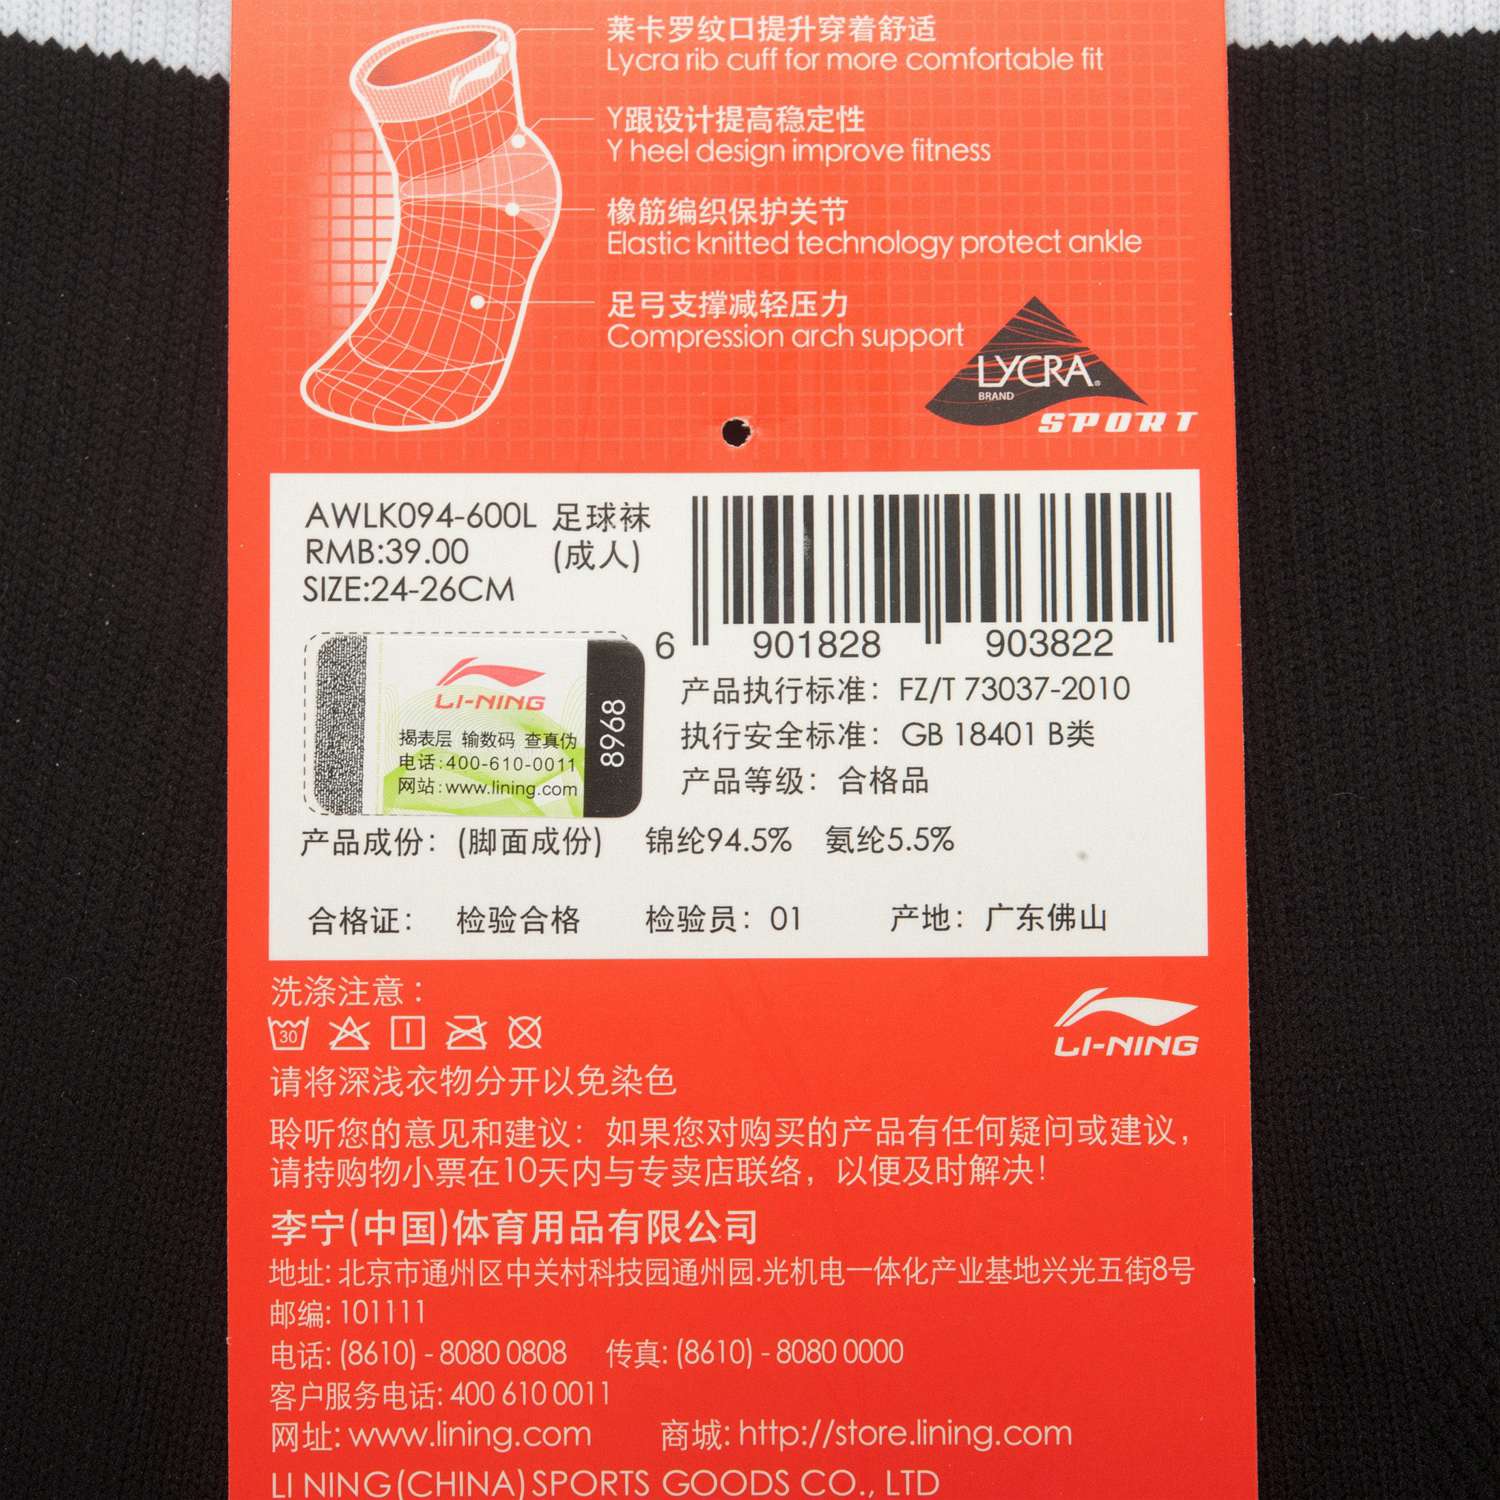 莱卡罗纹口提升穿着舒适
Lycra rib cuff for more comfortable fit
Y跟设计提高稳定性
Y heel design improve fitness
橡筋编织保护关节
Elastic knitted technology protect ankle
足弓支撑减轻压力
Compression arch support
LYCRA®
BRAND
SPORT
AWLK094-600L 足球袜
RMB:39.00 (成人)
SIZE:24-26CM
6 901828 903822
LI-NING
揭表层 输数码 查真伪
电话:400-610-0011
网站:www.lining.com
8968
产品执行标准: FZ/T 73037-2010
执行安全标准: GB 18401 B类
产品等级: 合格品
产品成份: (脚面成份) 锦纶94.5% 氨纶5.5%
合格证: 检验合格 检验员: 01 产地: 广东佛山
洗涤注意:
30
LI-NING
请将深浅衣物分开以免染色
聆听您的意见和建议: 如果您对购买的产品有任何疑问或建议,
请持购物小票在10天内与专卖店联络, 以便及时解决!
李宁(中国)体育用品有限公司
地址: 北京市通州区中关村科技园通州园.光机电一体化产业基地兴光五街8号
邮编: 101111
电话: (8610) - 8080 0808 传真: (8610) - 8080 0000
客户服务电话: 400 610 0011
网址: www.lining.com 商城: http://store.lining.com
LI NING(CHINA)SPORTS GOODS CO., LTD